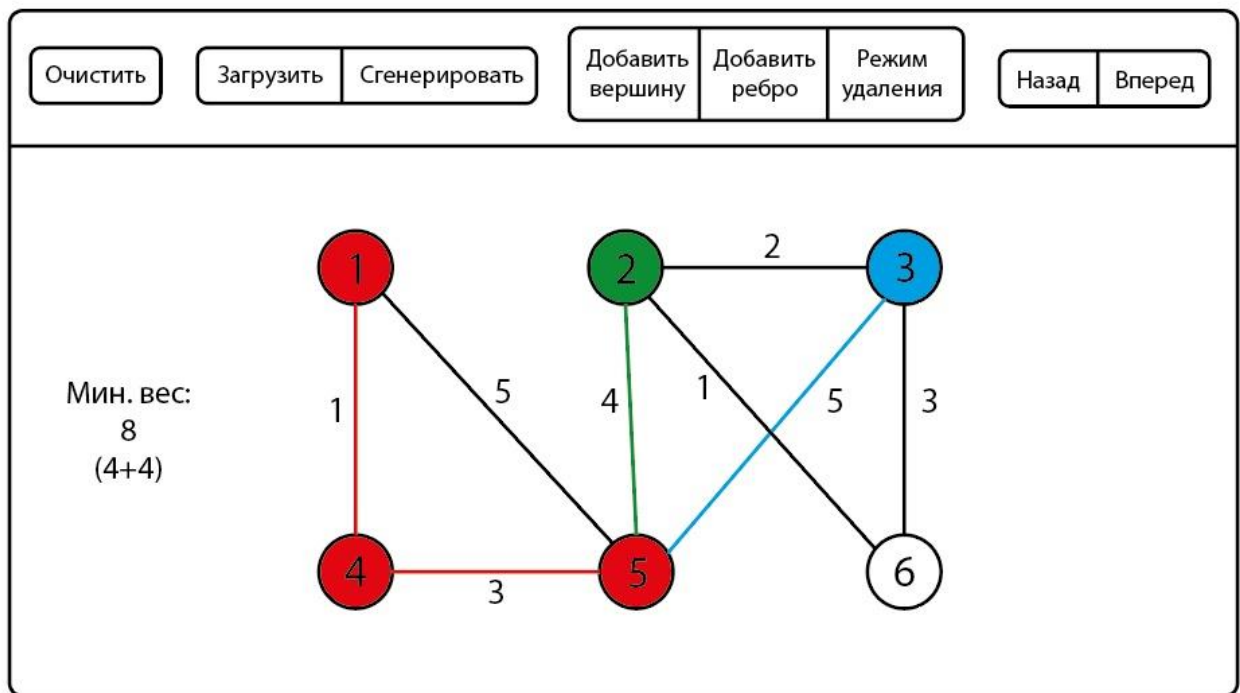 Очистить
Загрузить
Сгенерировать
Добавить
вершину
Добавить
ребро
Режим
удаления
Назад
Вперед
1
2
2
3
Мин. вес:
8
(4+4)
1
5
4
1
5
3
4
3
5
6